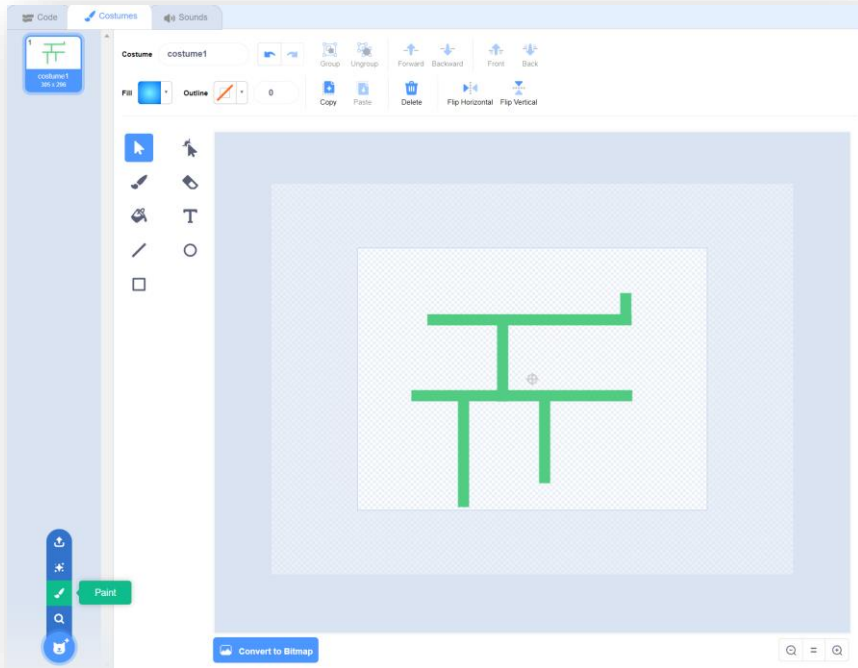 Code
Costumes
Sounds
1
costume1
395 x 296
Costume
costume1
Group
Ungroup
Forward
Backward
Front
Back
Fill
Outline
0
Copy
Paste
Delete
Flip Horizontal
Flip Vertical
T
Paint
Convert to Bitmap
=